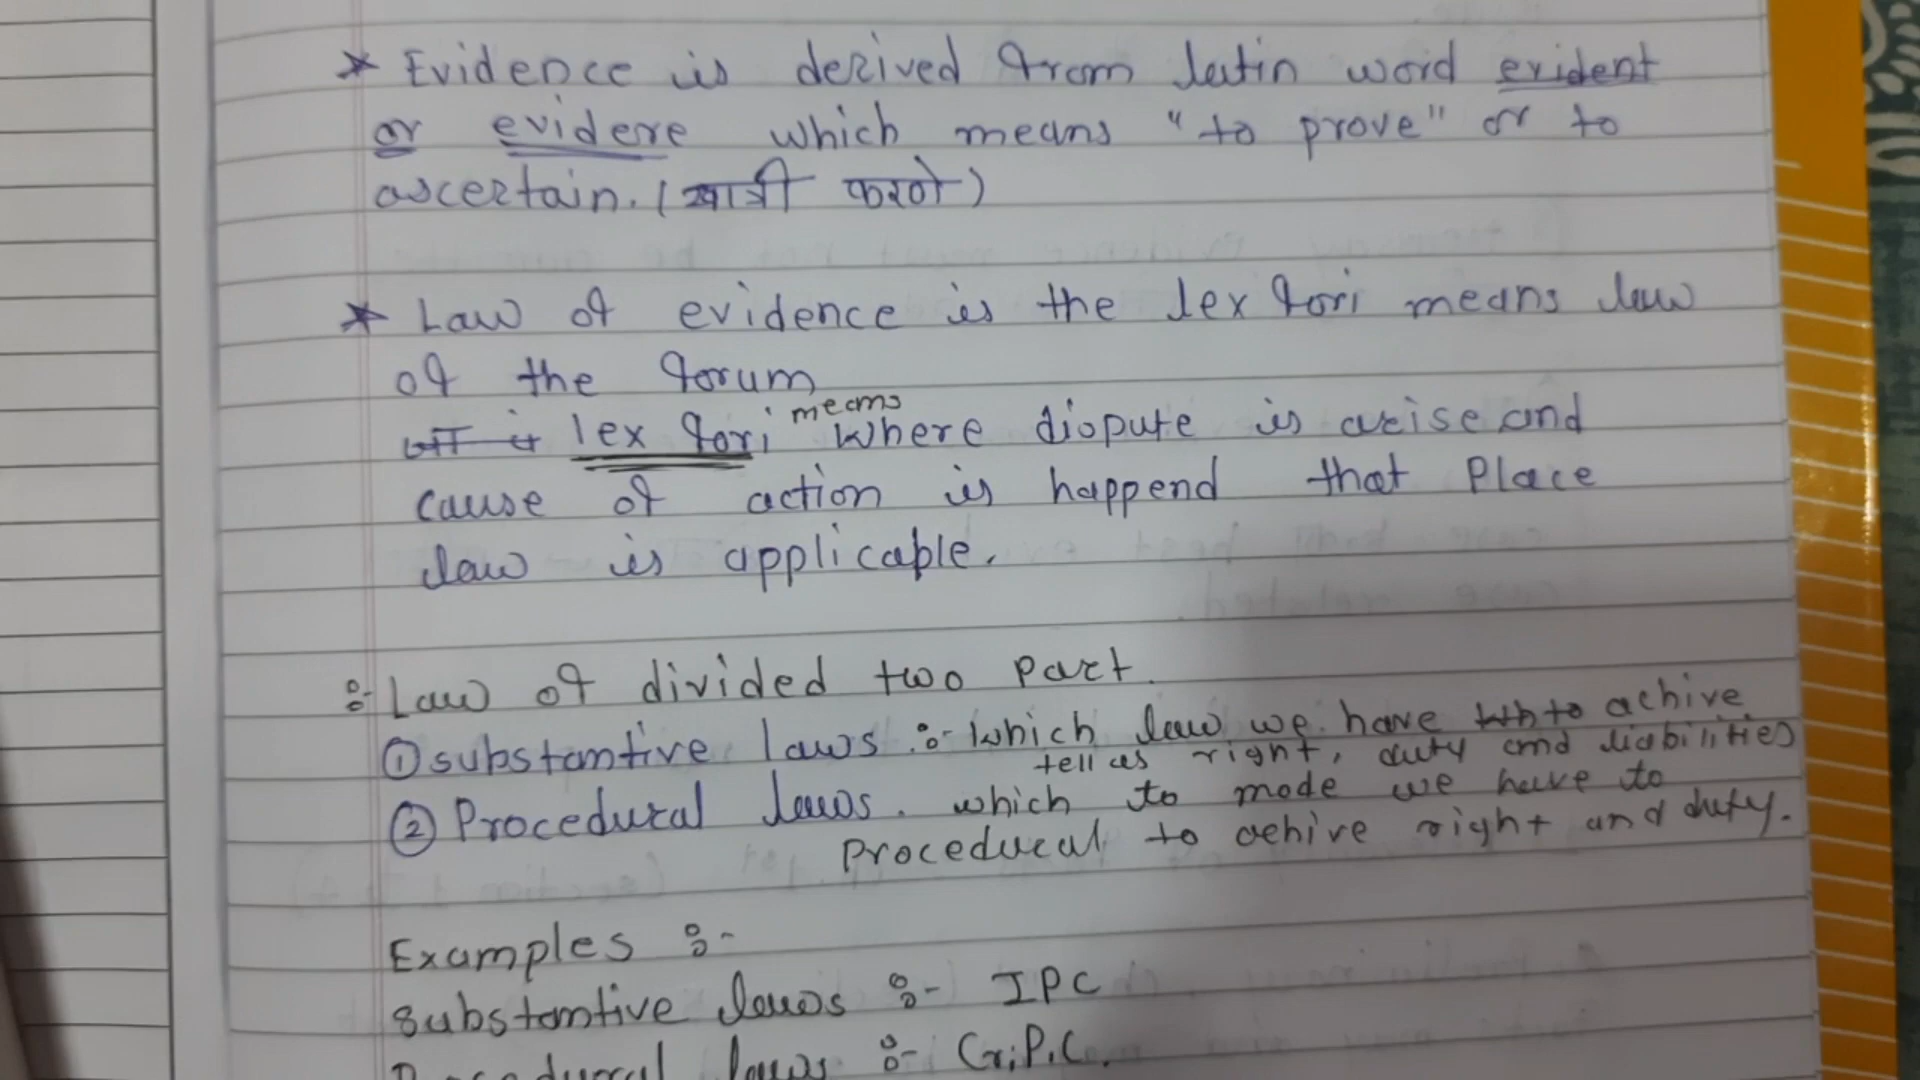 * Evidence is derived from latin word evident
or evidere which means "to prove" or to
ascertain. (खात्री करणे)
* Law of evidence is the lex fori means law
of the forum
lex fori means where dispute is arise and
cause of action is happend that place
law is applicable.
:- Law of divided two part.
① substantive laws :- which law we have to achive
tell us right, duty and liabilities
② Procedural laws. which to mode we have to
procedural to achive right and duty.
Examples :-
substantive laws :- IPC
Procedural laws :- Cr.P.C.